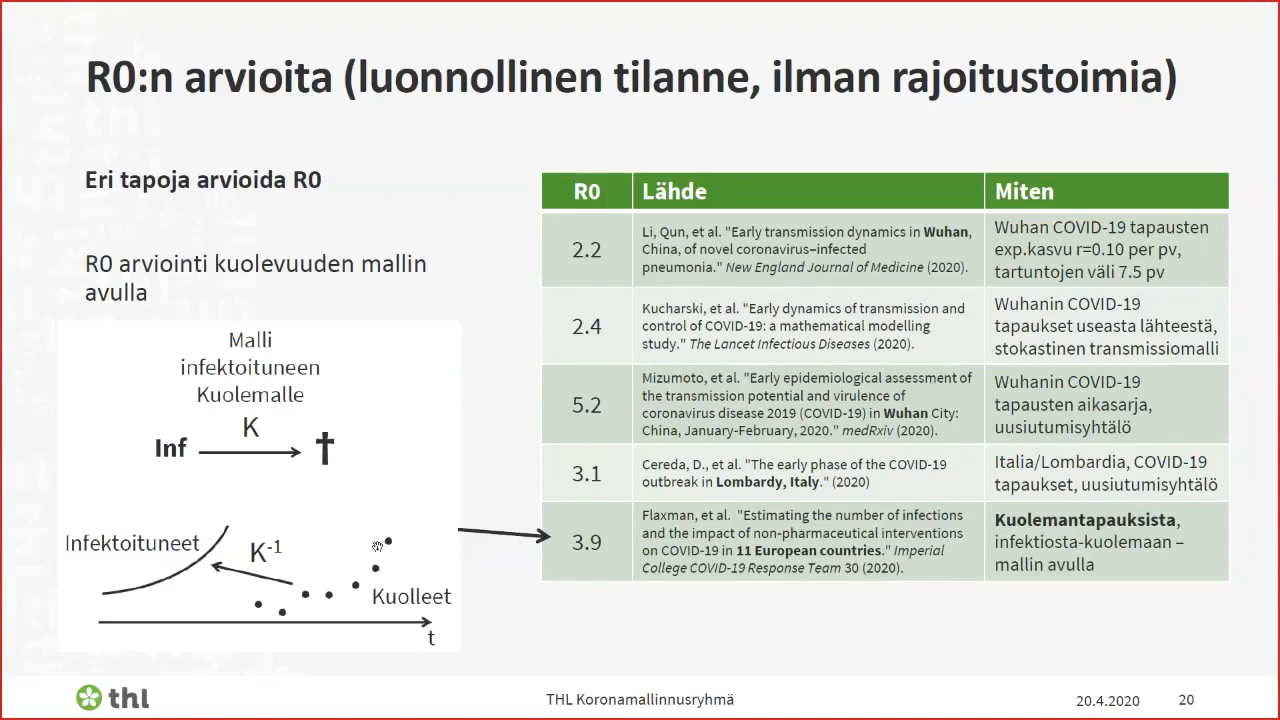 R0:n arvioita (luonnollinen tilanne, ilman rajoitustoimia)
Eri tapoja arvioida R0
R0 arviointi kuolevuuden mallin
avulla
Malli
infektoituneen
Kuolemalle
K
Inf
Infektoituneet
K-1
Kuolleet
t
R0 Lähde Miten
2.2
Li, Qun, et al. "Early transmission dynamics in Wuhan,
China, of novel coronavirus–infected
pneumonia." New England Journal of Medicine (2020).
Wuhan COVID-19 tapausten
exp.kasvu r=0.10 per pv,
tartuntojen väli 7.5 pv
2.4
Kucharski, et al. "Early dynamics of transmission and
control of COVID-19: a mathematical modelling
study." The Lancet Infectious Diseases (2020).
Wuhanin COVID-19
tapaukset useasta lähteestä,
stokastinen transmissiomalli
5.2
Mizumoto, et al. "Early epidemiological assessment of
the transmission potential and virulence of
coronavirus disease 2019 (COVID-19) in Wuhan City:
China, January-February, 2020." medRxiv (2020).
Wuhanin COVID-19
tapausten aikasarja,
uusiutumisyhtälö
3.1
Cereda, D., et al. "The early phase of the COVID-19
outbreak in Lombardy, Italy." (2020)
Italia/Lombardia, COVID-19
tapaukset, uusiutumisyhtälö
3.9
Flaxman, et al. "Estimating the number of infections
and the impact of non-pharmaceutical interventions
on COVID-19 in 11 European countries." Imperial
College COVID-19 Response Team 30 (2020).
Kuolemantapauksista,
infektiosta-kuolemaan –
mallin avulla
thl
THL Koronamallinnusryhmä
20.4.2020
20